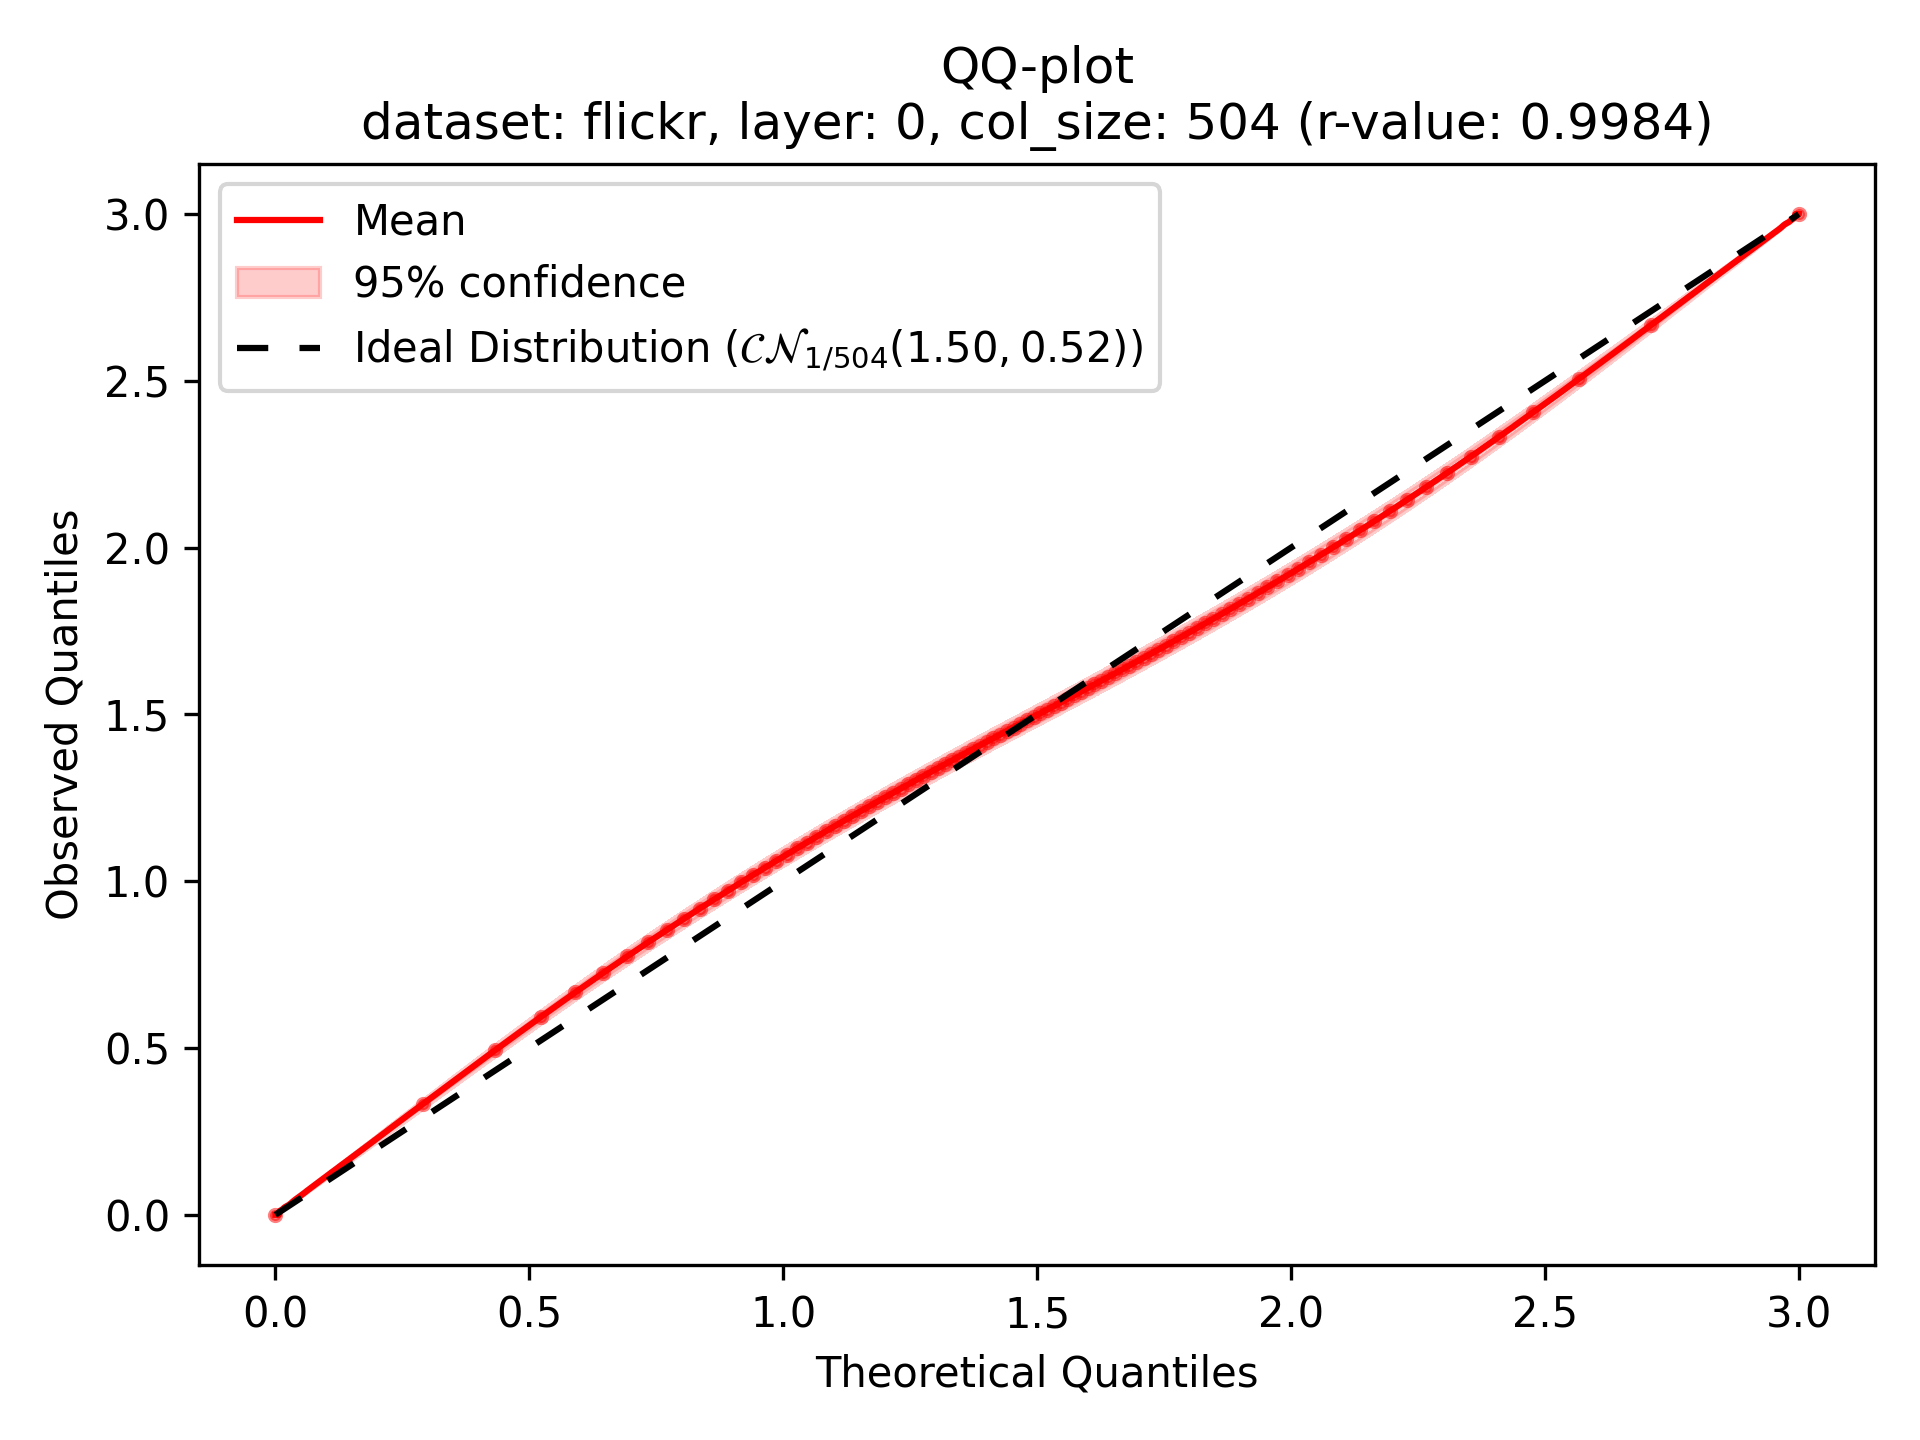 QQ-plot
dataset: flickr, layer: 0, col_size: 504 (r-value: 0.9984)
Mean
95% confidence
Ideal Distribution (𝒞𝒩₁/₅₀₄(1.50, 0.52))
3.0
2.5
2.0
1.5
1.0
0.5
0.0
Observed Quantiles
0.0 0.5 1.0 1.5 2.0 2.5 3.0
Theoretical Quantiles